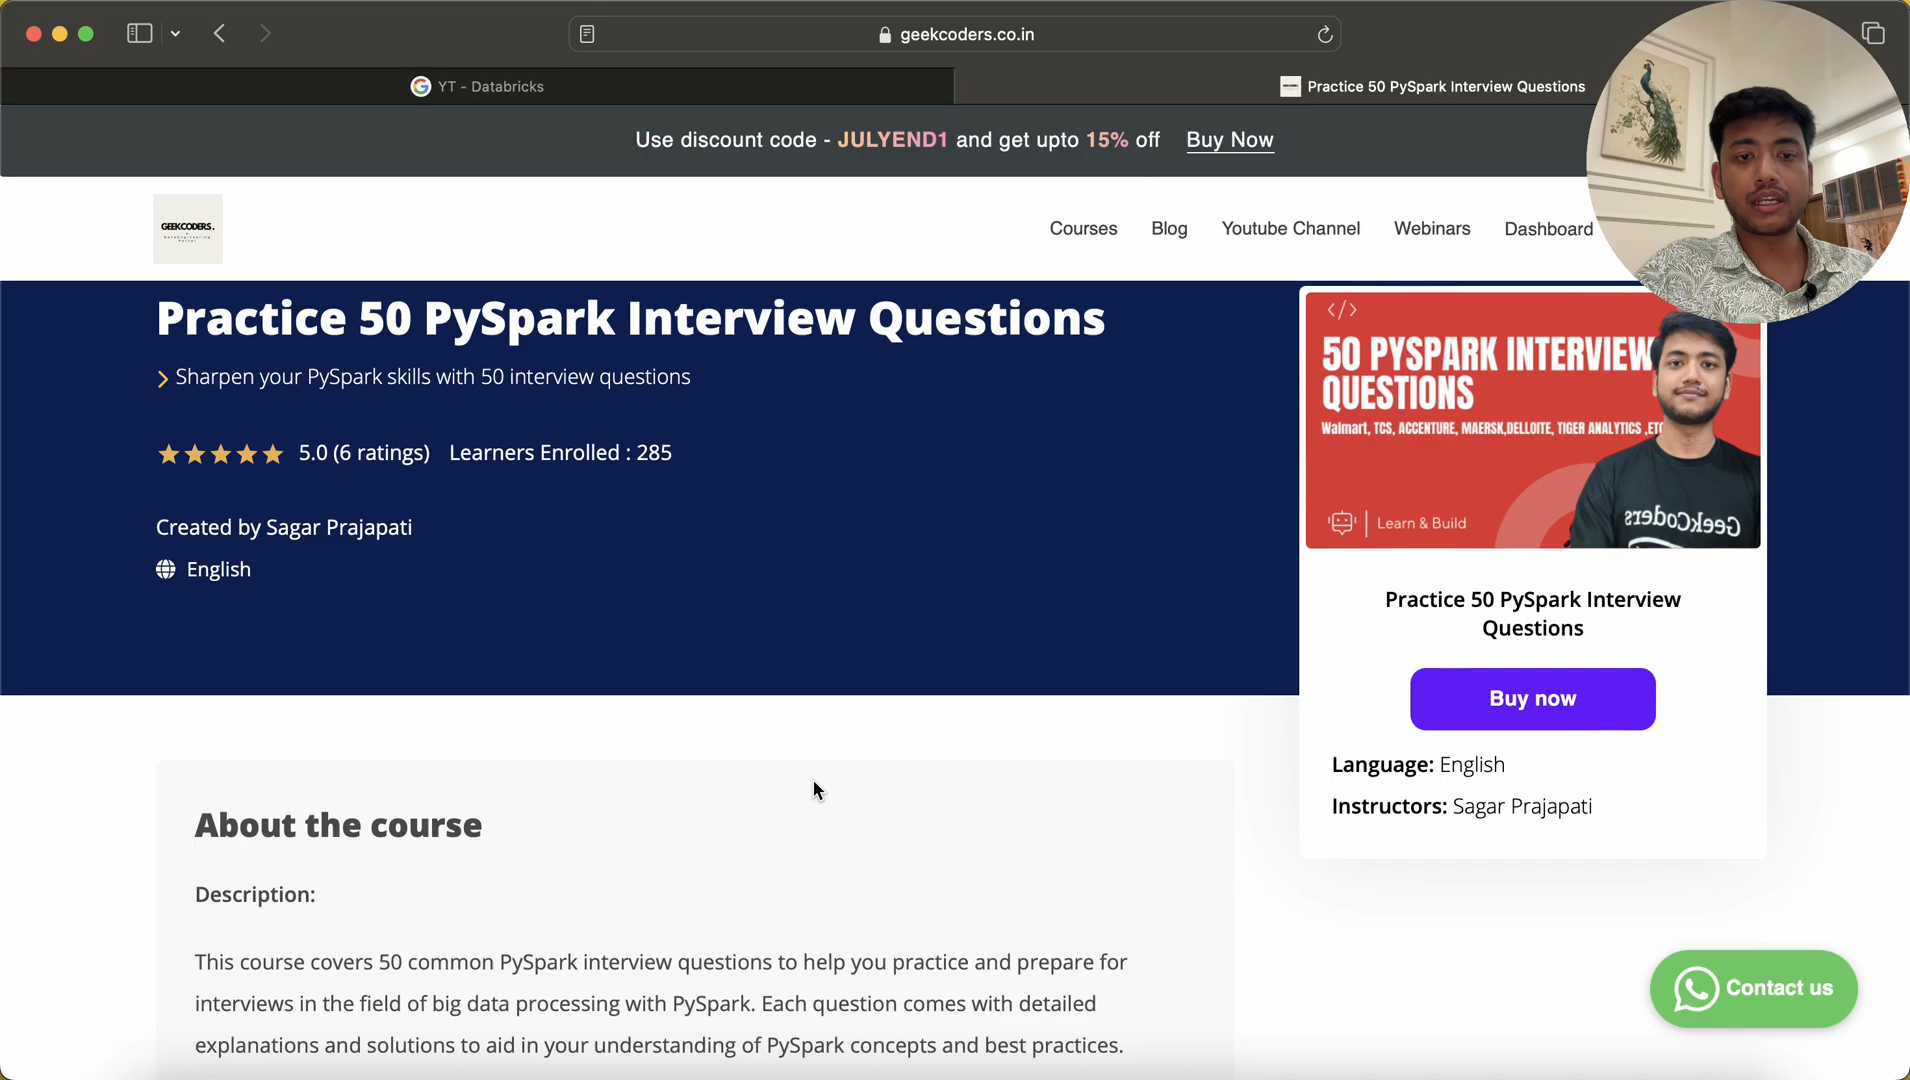 geekcoders.co.in
YT - Databricks
Practice 50 PySpark Interview Questions
Use discount code - JULYEND1 and get upto 15% off Buy Now
GEEKCODERS.
Courses Blog Youtube Channel Webinars Dashboard
Practice 50 PySpark Interview Questions
Sharpen your PySpark skills with 50 interview questions
5.0 (6 ratings) Learners Enrolled : 285
Created by Sagar Prajapati
English
</>
50 PYSPARK INTERVIEW
QUESTIONS
Walmart, TCS, ACCENTURE, MAERSK,DELLOITE, TIGER ANALYTICS ,ETC
GeekCoders
Learn & Build
Practice 50 PySpark Interview
Questions
Buy now
Language: English
Instructors: Sagar Prajapati
About the course
Description:
This course covers 50 common PySpark interview questions to help you practice and prepare for
interviews in the field of big data processing with PySpark. Each question comes with detailed
explanations and solutions to aid in your understanding of PySpark concepts and best practices.
Contact us